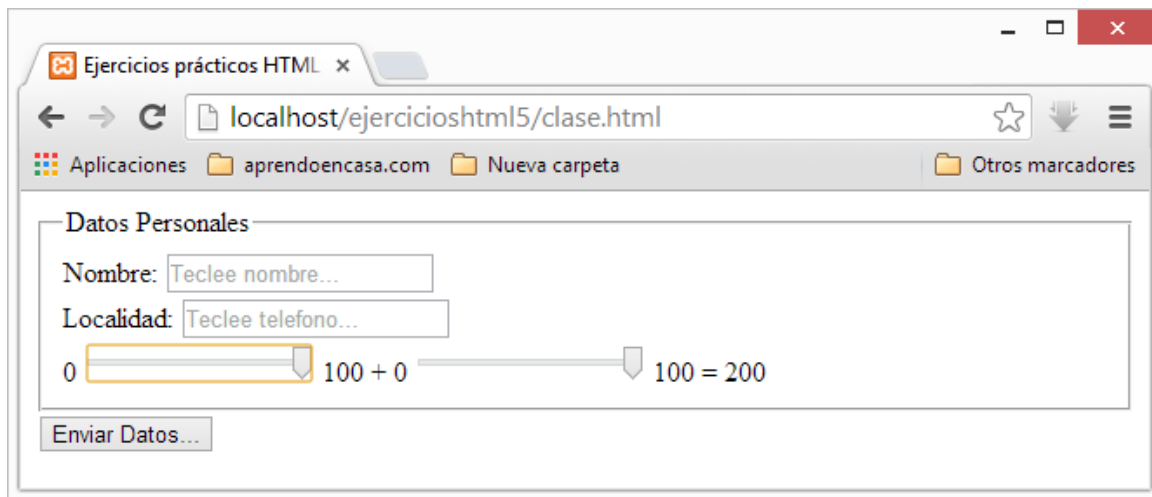 Ejercicios prácticos HTML
localhost/ejercicioshtml5/clase.html
Aplicaciones aprendoencasa.com Nueva carpeta Otros marcadores
Datos Personales
Nombre: Teclee nombre...
Localidad: Teclee telefono...
0 100 + 0 100 = 200
Enviar Datos...